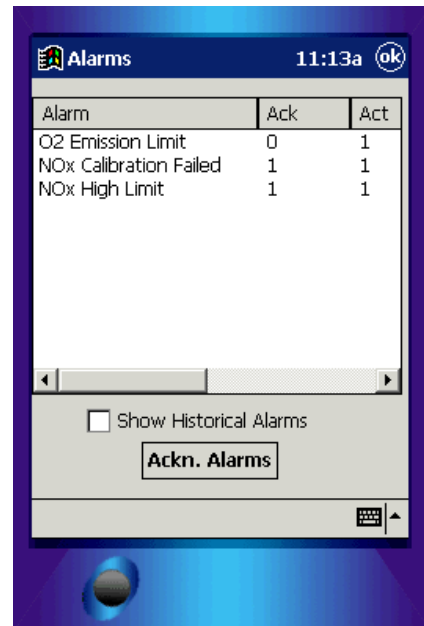 Alarms 11:13a ok
Alarm Ack Act
O2 Emission Limit 0 1
NOx Calibration Failed 1 1
NOx High Limit 1 1
Show Historical Alarms
Ackn. Alarms